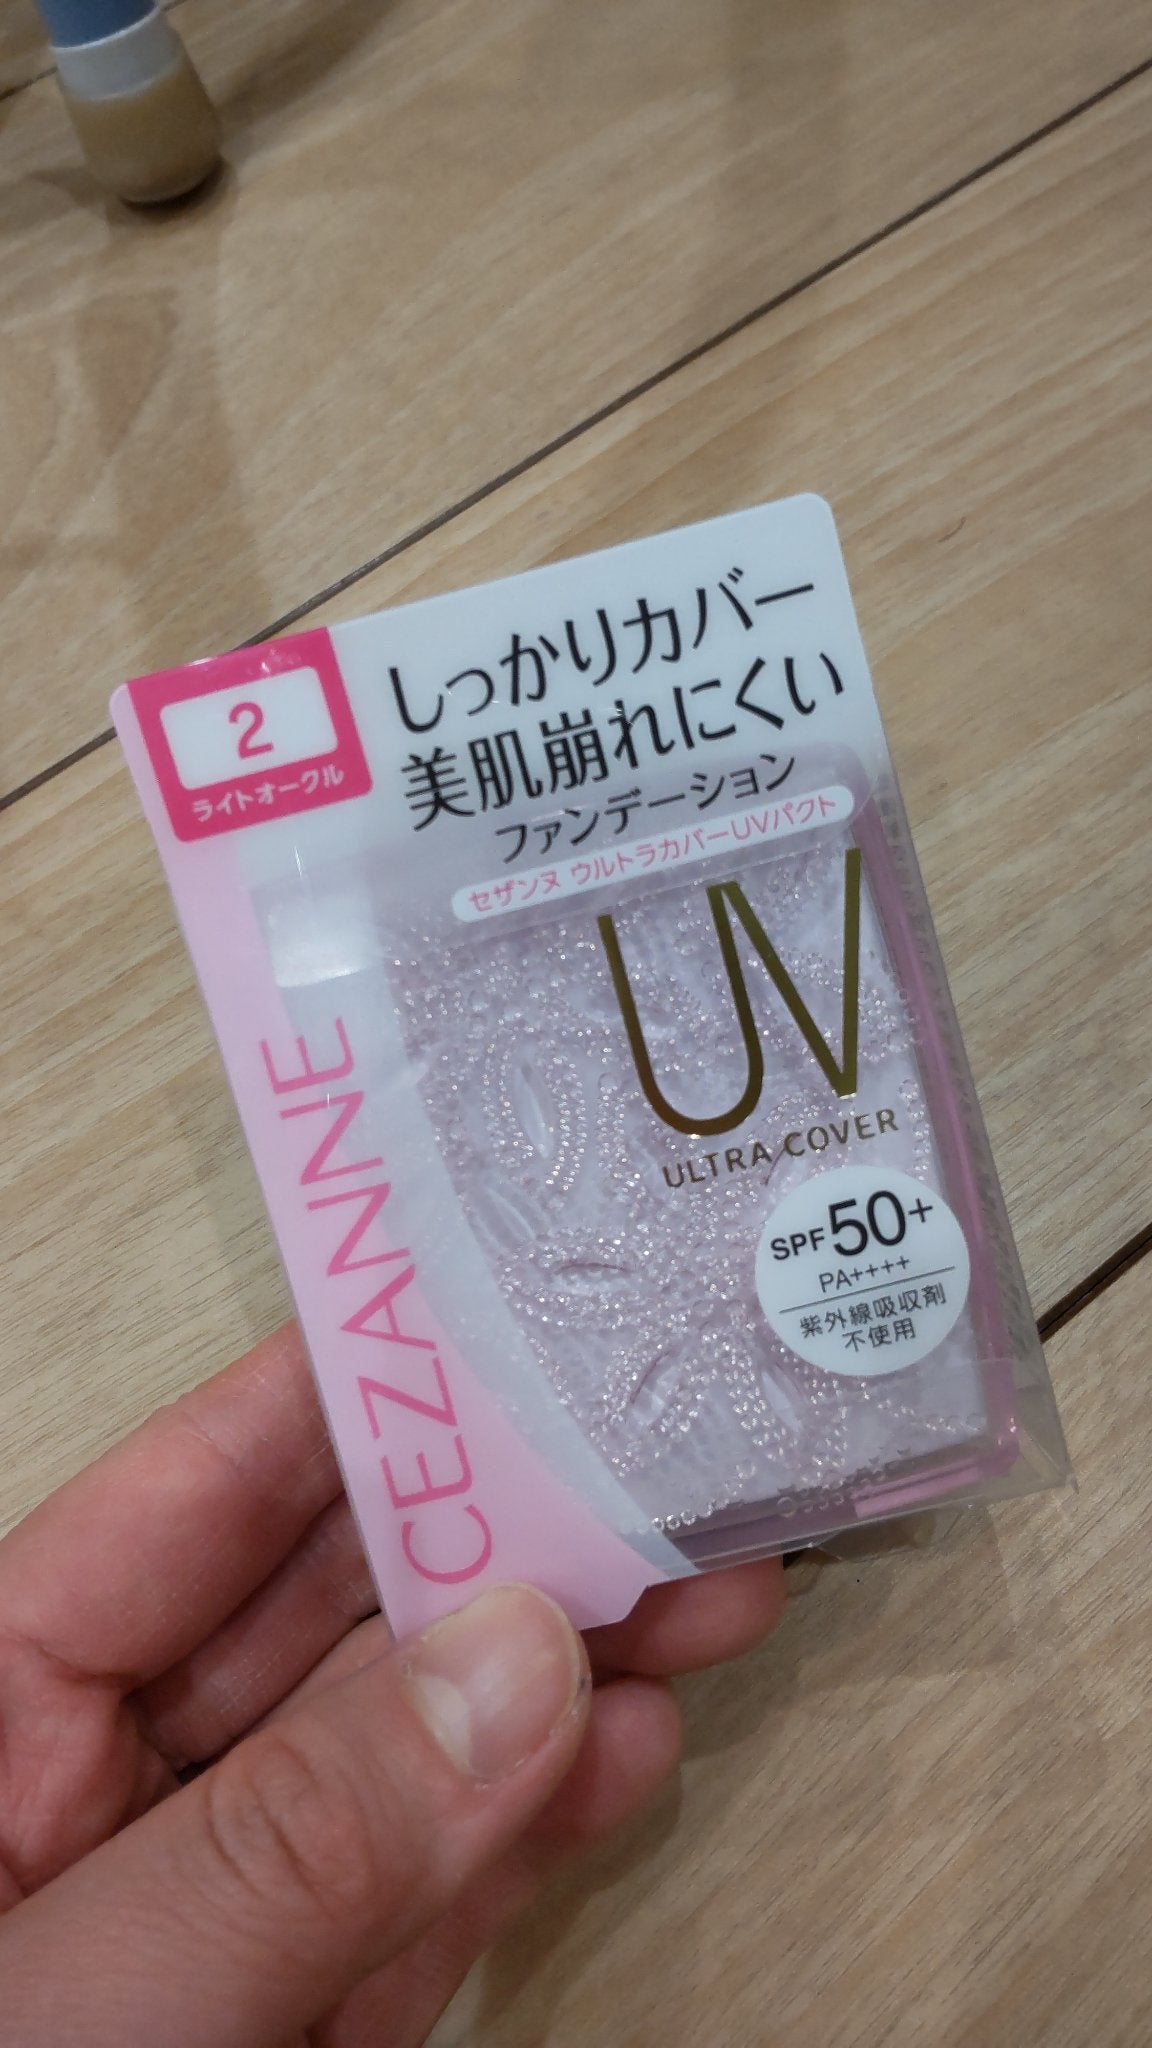 2
ライトオークル
しっかりカバー
美肌崩れにくい
ファンデーション
セザンヌ ウルトラカバーUVパクト
UV
ULTRA COVER
SPF50+
PA++++
紫外線吸収剤
不使用
CEZANNE